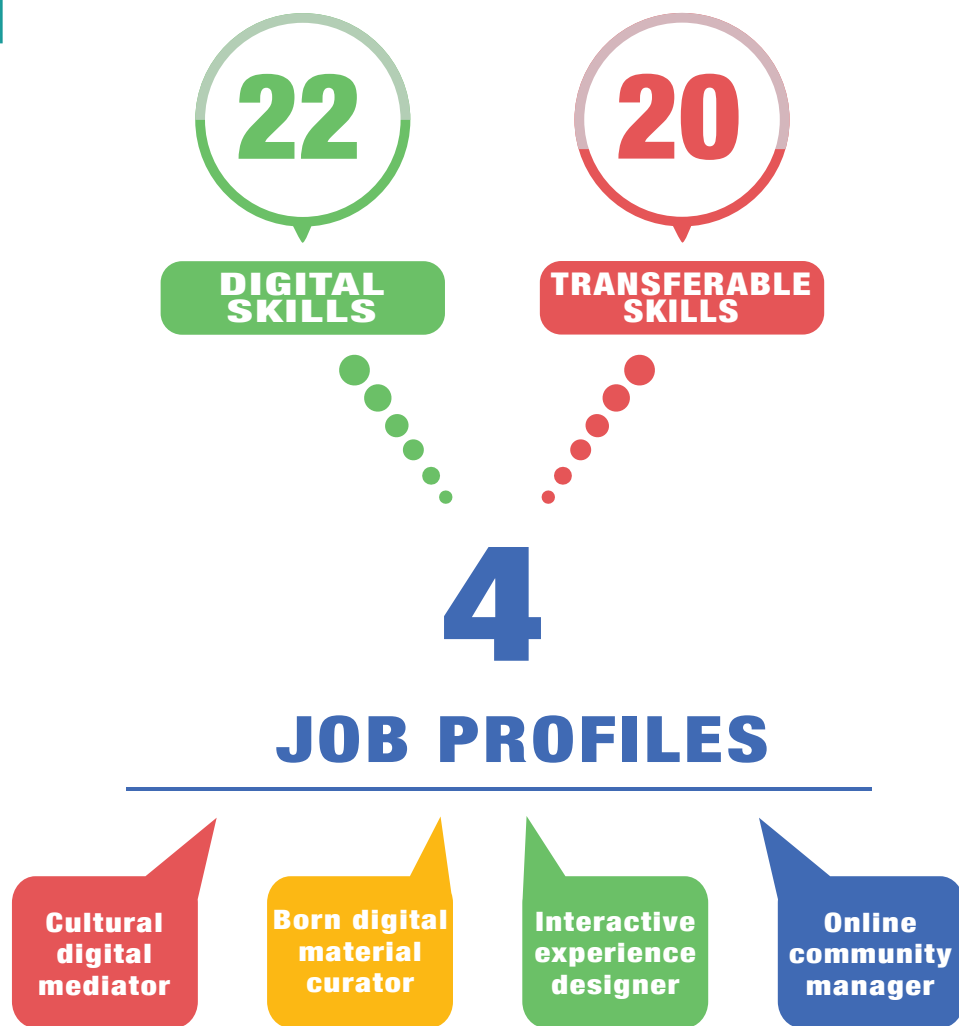 22
20
DIGITAL
SKILLS
TRANSFERABLE
SKILLS
4
JOB PROFILES
Cultural
digital
mediator
Born digital
material
curator
Interactive
experience
designer
Online
community
manager